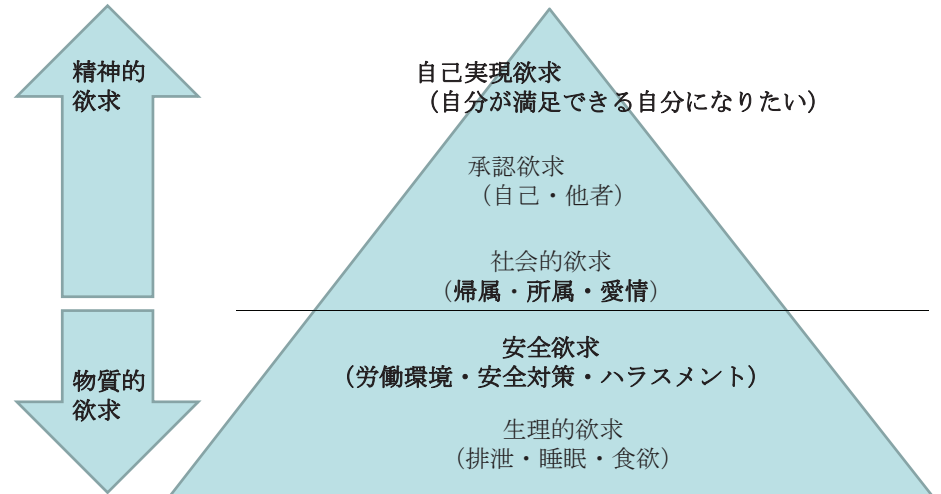 精神的
欲求
自己実現欲求
（自分が満足できる自分になりたい）
承認欲求
（自己・他者）
社会的欲求
（帰属・所属・愛情）
安全欲求
（労働環境・安全対策・ハラスメント）
物質的
欲求
生理的欲求
（排泄・睡眠・食欲）